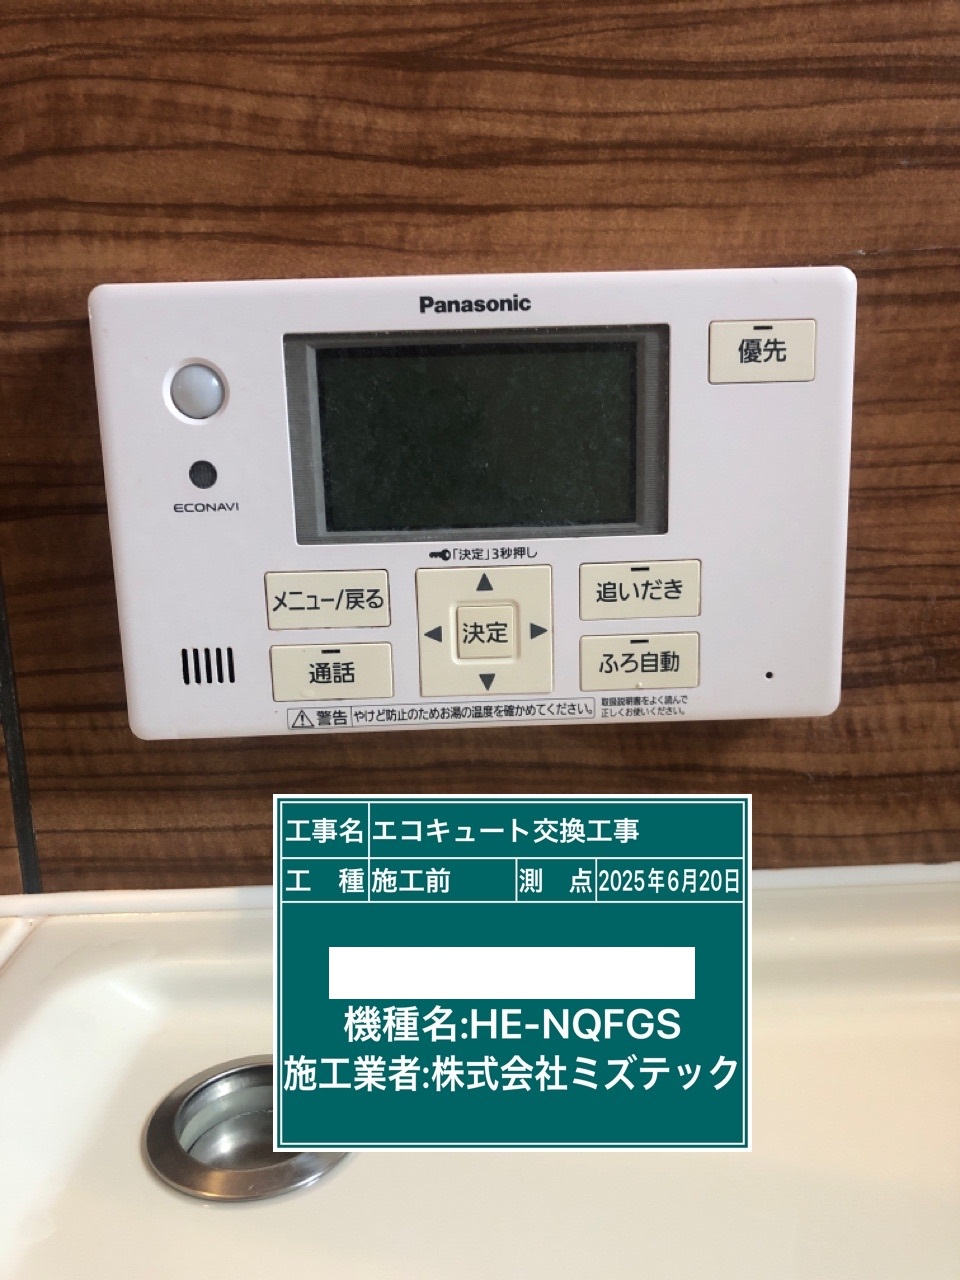 Panasonic
優先
ECONAVI
「決定」3秒押し
メニュー/戻る
決定
追いだき
通話
ふろ自動
警告 やけど防止のためお湯の温度を確かめてください。
取扱説明書をよく読んで
正しくお使いください。
工事名 エコキュート交換工事
工 種 施工前 測 点 2025年6月20日
機種名:HE-NQFGS
施工業者:株式会社ミズテック